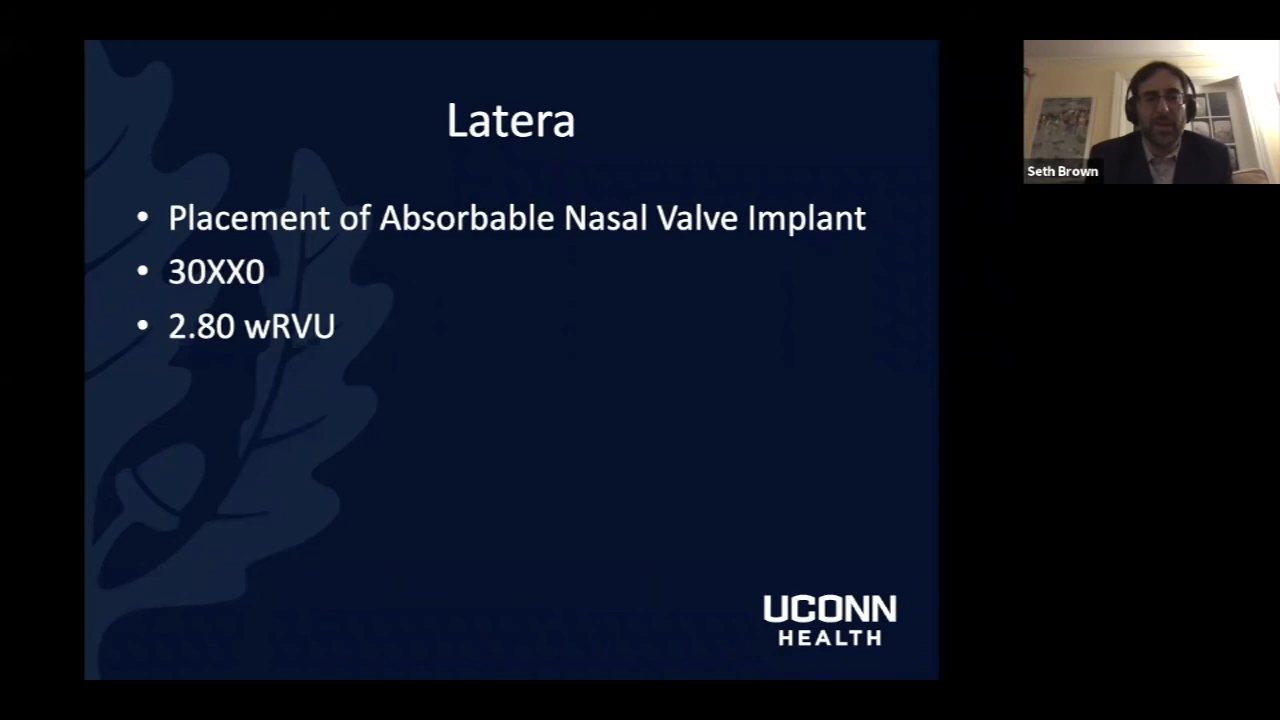 Latera
• Placement of Absorbable Nasal Valve Implant
• 30XX0
• 2.80 wRVU
UCONN
HEALTH
Seth Brown